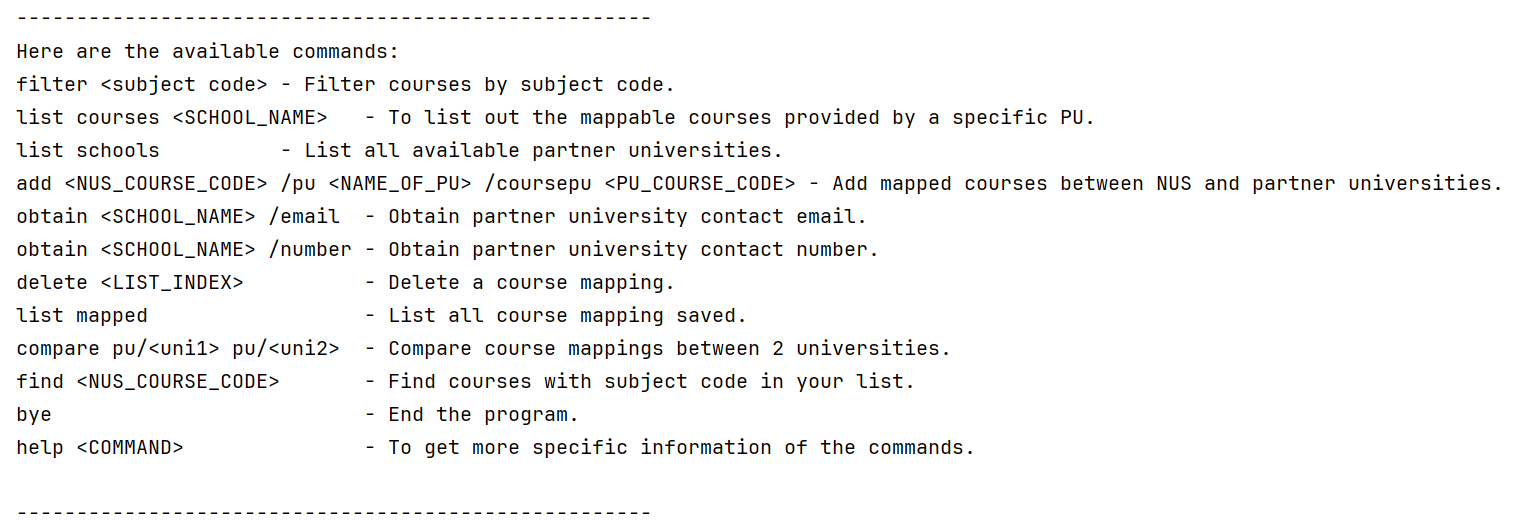 -----------------------------------------------------
Here are the available commands:
filter <subject code> - Filter courses by subject code.
list courses <SCHOOL_NAME>   - To list out the mappable courses provided by a specific PU.
list schools          - List all available partner universities.
add <NUS_COURSE_CODE> /pu <NAME_OF_PU> /coursepu <PU_COURSE_CODE> - Add mapped courses between NUS and partner universities.
obtain <SCHOOL_NAME> /email  - Obtain partner university contact email.
obtain <SCHOOL_NAME> /number - Obtain partner university contact number.
delete <LIST_INDEX>          - Delete a course mapping.
list mapped                  - List all course mapping saved.
compare pu/<uni1> pu/<uni2>  - Compare course mappings between 2 universities.
find <NUS_COURSE_CODE>       - Find courses with subject code in your list.
bye                          - End the program.
help <COMMAND>               - To get more specific information of the commands.
-----------------------------------------------------